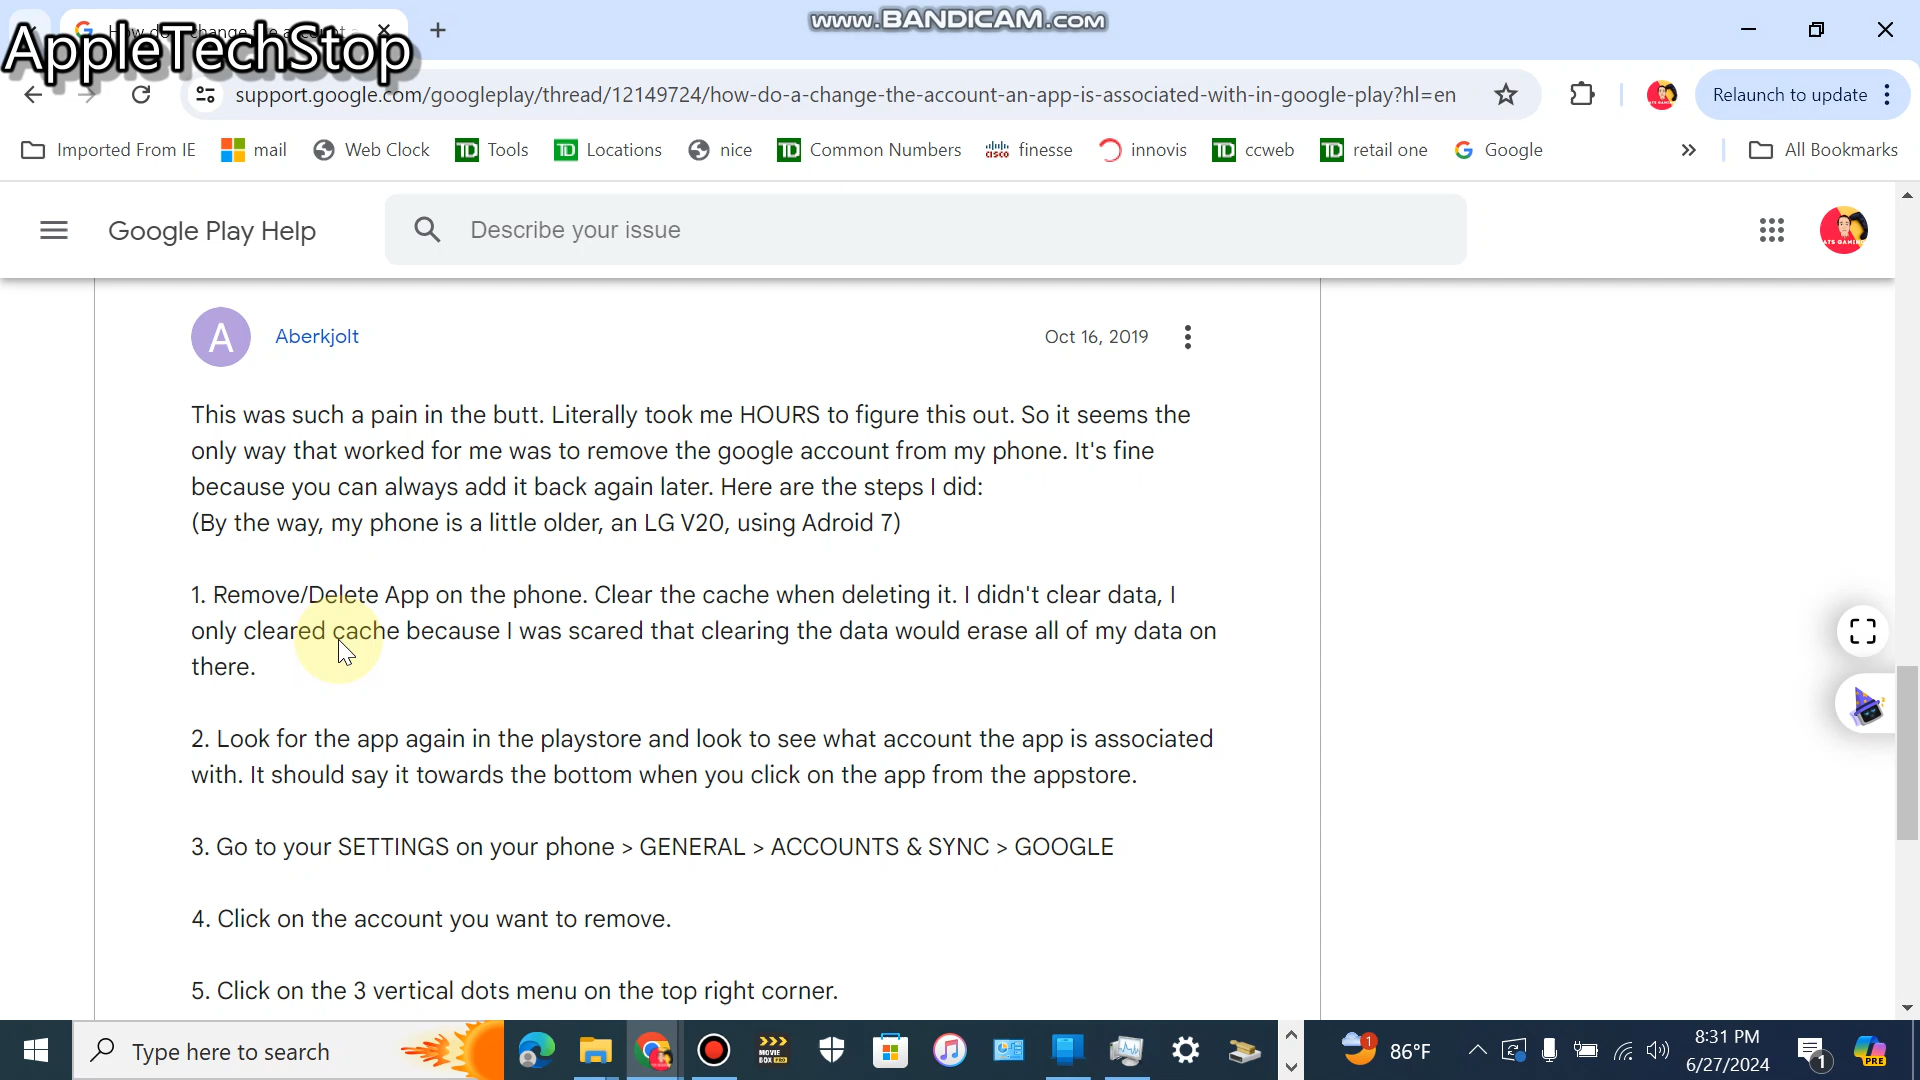 www.BANDICAM.com
AppleTechStop
support.google.com/googleplay/thread/12149724/how-do-a-change-the-account-an-app-is-associated-with-in-google-play?hl=en
Relaunch to update
Imported From IE
mail
Web Clock
TD Tools
TD Locations
nice
TD Common Numbers
cisco finesse
innovis
TD ccweb
TD retail one
Google
All Bookmarks
Google Play Help
Describe your issue
A Aberkjolt
Oct 16, 2019
This was such a pain in the butt. Literally took me HOURS to figure this out. So it seems the
only way that worked for me was to remove the google account from my phone. It's fine
because you can always add it back again later. Here are the steps I did:
(By the way, my phone is a little older, an LG V20, using Adroid 7)
1. Remove/Delete App on the phone. Clear the cache when deleting it. I didn't clear data, I
only cleared cache because I was scared that clearing the data would erase all of my data on
there.
2. Look for the app again in the playstore and look to see what account the app is associated
with. It should say it towards the bottom when you click on the app from the appstore.
3. Go to your SETTINGS on your phone > GENERAL > ACCOUNTS & SYNC > GOOGLE
4. Click on the account you want to remove.
5. Click on the 3 vertical dots menu on the top right corner.
Type here to search
MOVIE BOX PRO
1
86°F
8:31 PM
6/27/2024
1
PRE